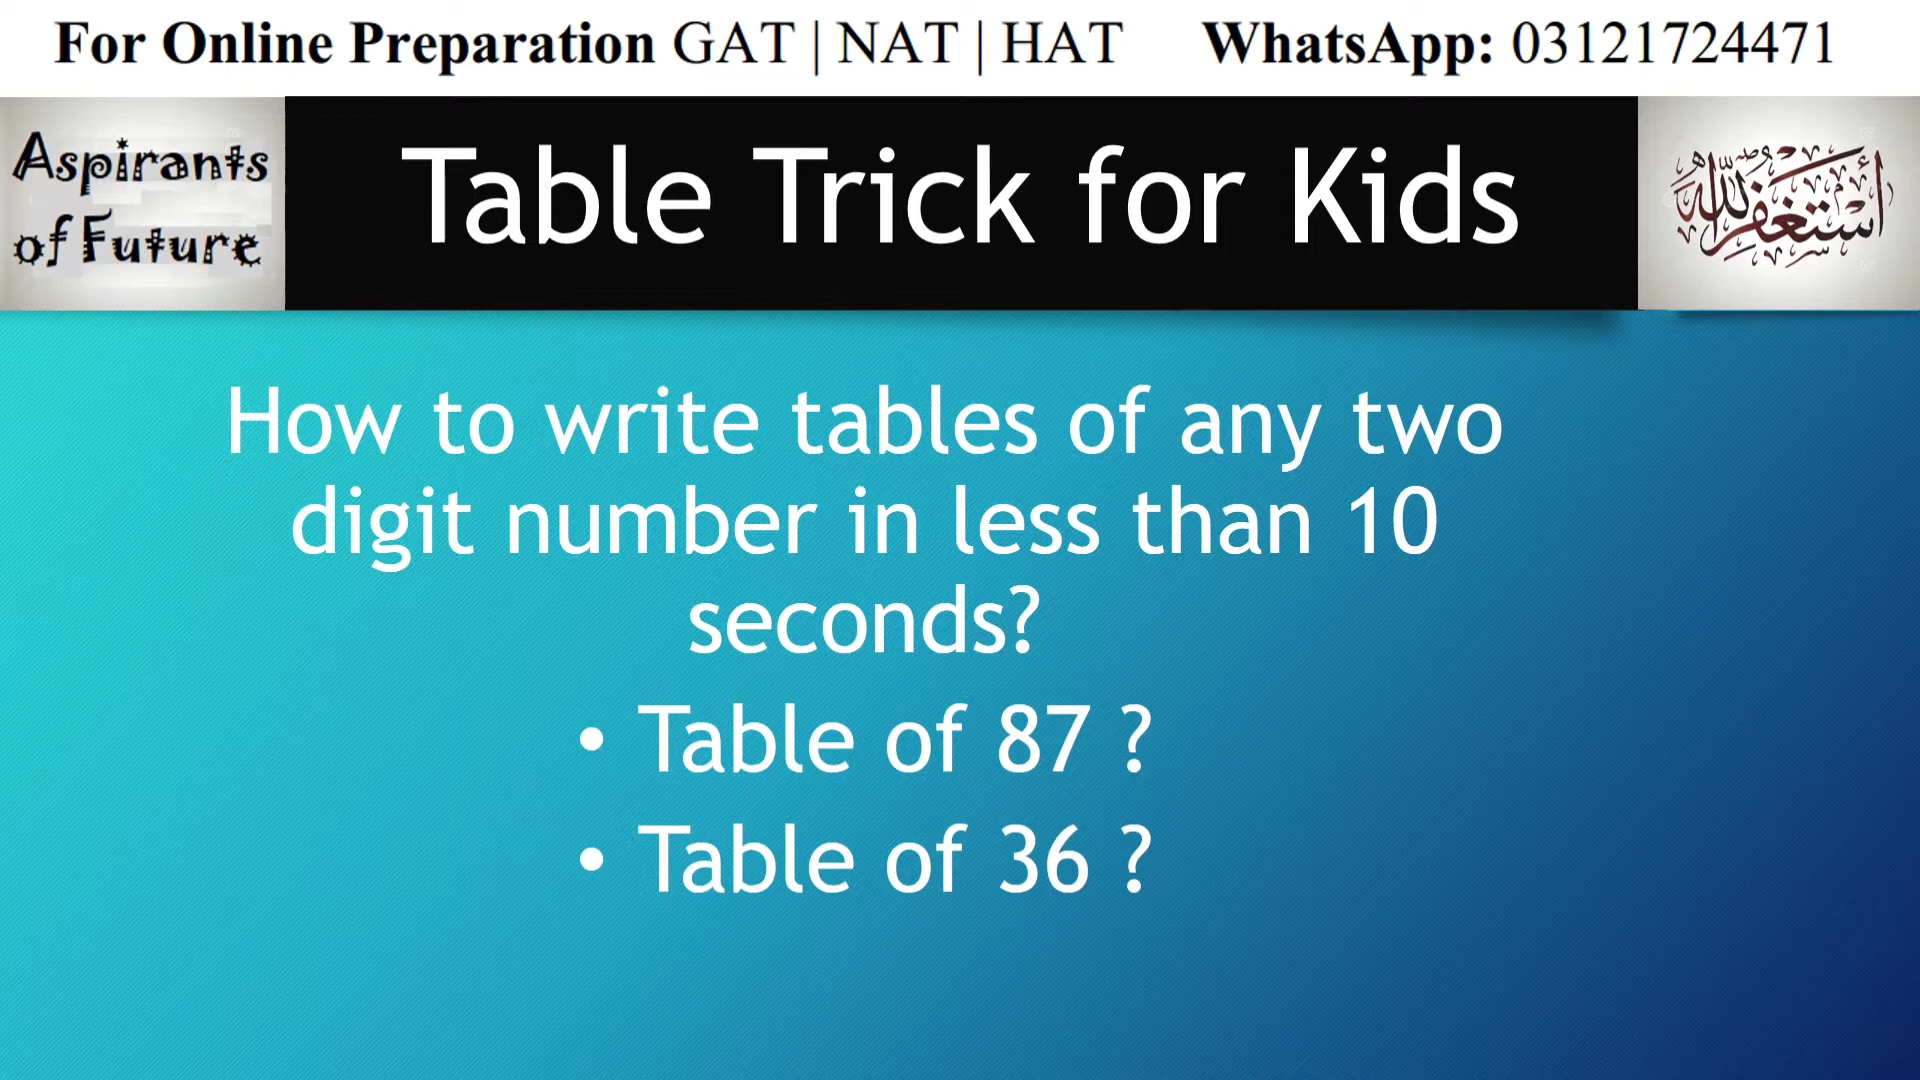 For Online Preparation GAT | NAT | HAT WhatsApp: 03121724471
Aspirants
of Future
Table Trick for Kids
أستغفر الله
How to write tables of any two
digit number in less than 10
seconds?
• Table of 87 ?
• Table of 36 ?